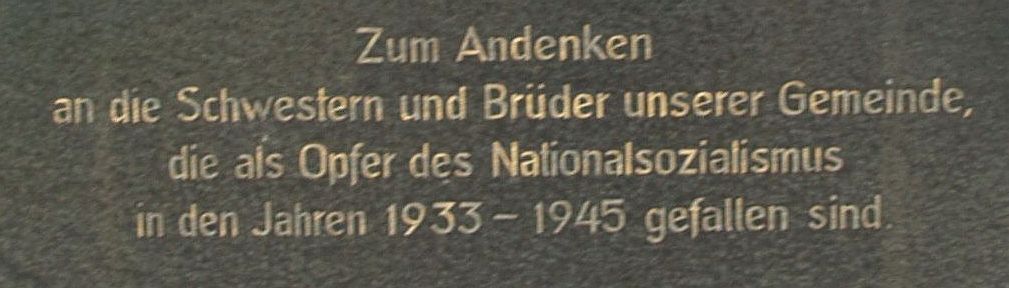 Zum Andenken
an die Schwestern und Brüder unserer Gemeinde,
die als Opfer des Nationalsozialismus
in den Jahren 1933 – 1945 gefallen sind.